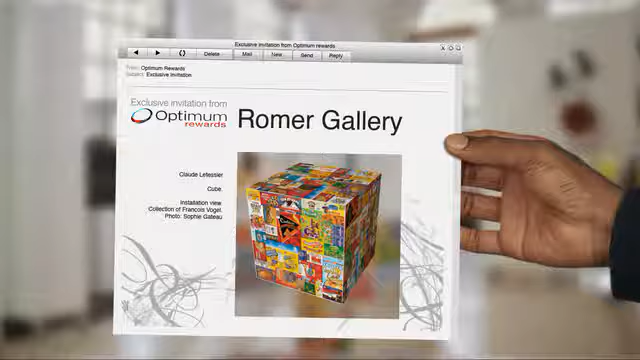 Exclusive invitation from Optimum rewards
Delete Mail New Send Reply
From: Optimum Rewards
Subject: Exclusive Invitation
Exclusive invitation from
Optimum
rewards
Romer Gallery
Claude Lefessier
Cube.
Installation view.
Collection of Francois Vogel.
Photo: Sophie Gateau